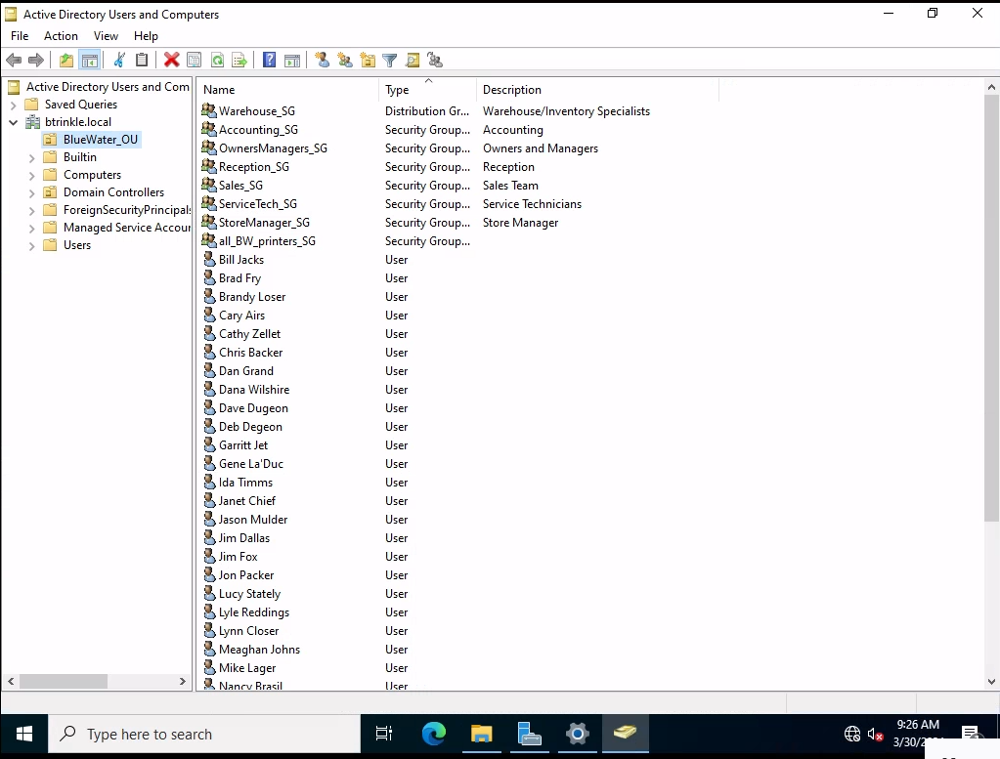 Active Directory Users and Computers
File Action View Help
Active Directory Users and Com
Saved Queries
btrinkle.local
BlueWater_OU
Builtin
Computers
Domain Controllers
ForeignSecurityPrincipals
Managed Service Accour
Users
Name Type Description
Warehouse_SG Distribution Gr... Warehouse/Inventory Specialists
Accounting_SG Security Group... Accounting
OwnersManagers_SG Security Group... Owners and Managers
Reception_SG Security Group... Reception
Sales_SG Security Group... Sales Team
ServiceTech_SG Security Group... Service Technicians
StoreManager_SG Security Group... Store Manager
all_BW_printers_SG Security Group...
Bill Jacks User
Brad Fry User
Brandy Loser User
Cary Airs User
Cathy Zellet User
Chris Backer User
Dan Grand User
Dana Wilshire User
Dave Dugeon User
Deb Degeon User
Garritt Jet User
Gene La'Duc User
Ida Timms User
Janet Chief User
Jason Mulder User
Jim Dallas User
Jim Fox User
Jon Packer User
Lucy Stately User
Lyle Reddings User
Lynn Closer User
Meaghan Johns User
Mike Lager User
Nancy Brasil User
Type here to search
9:26 AM